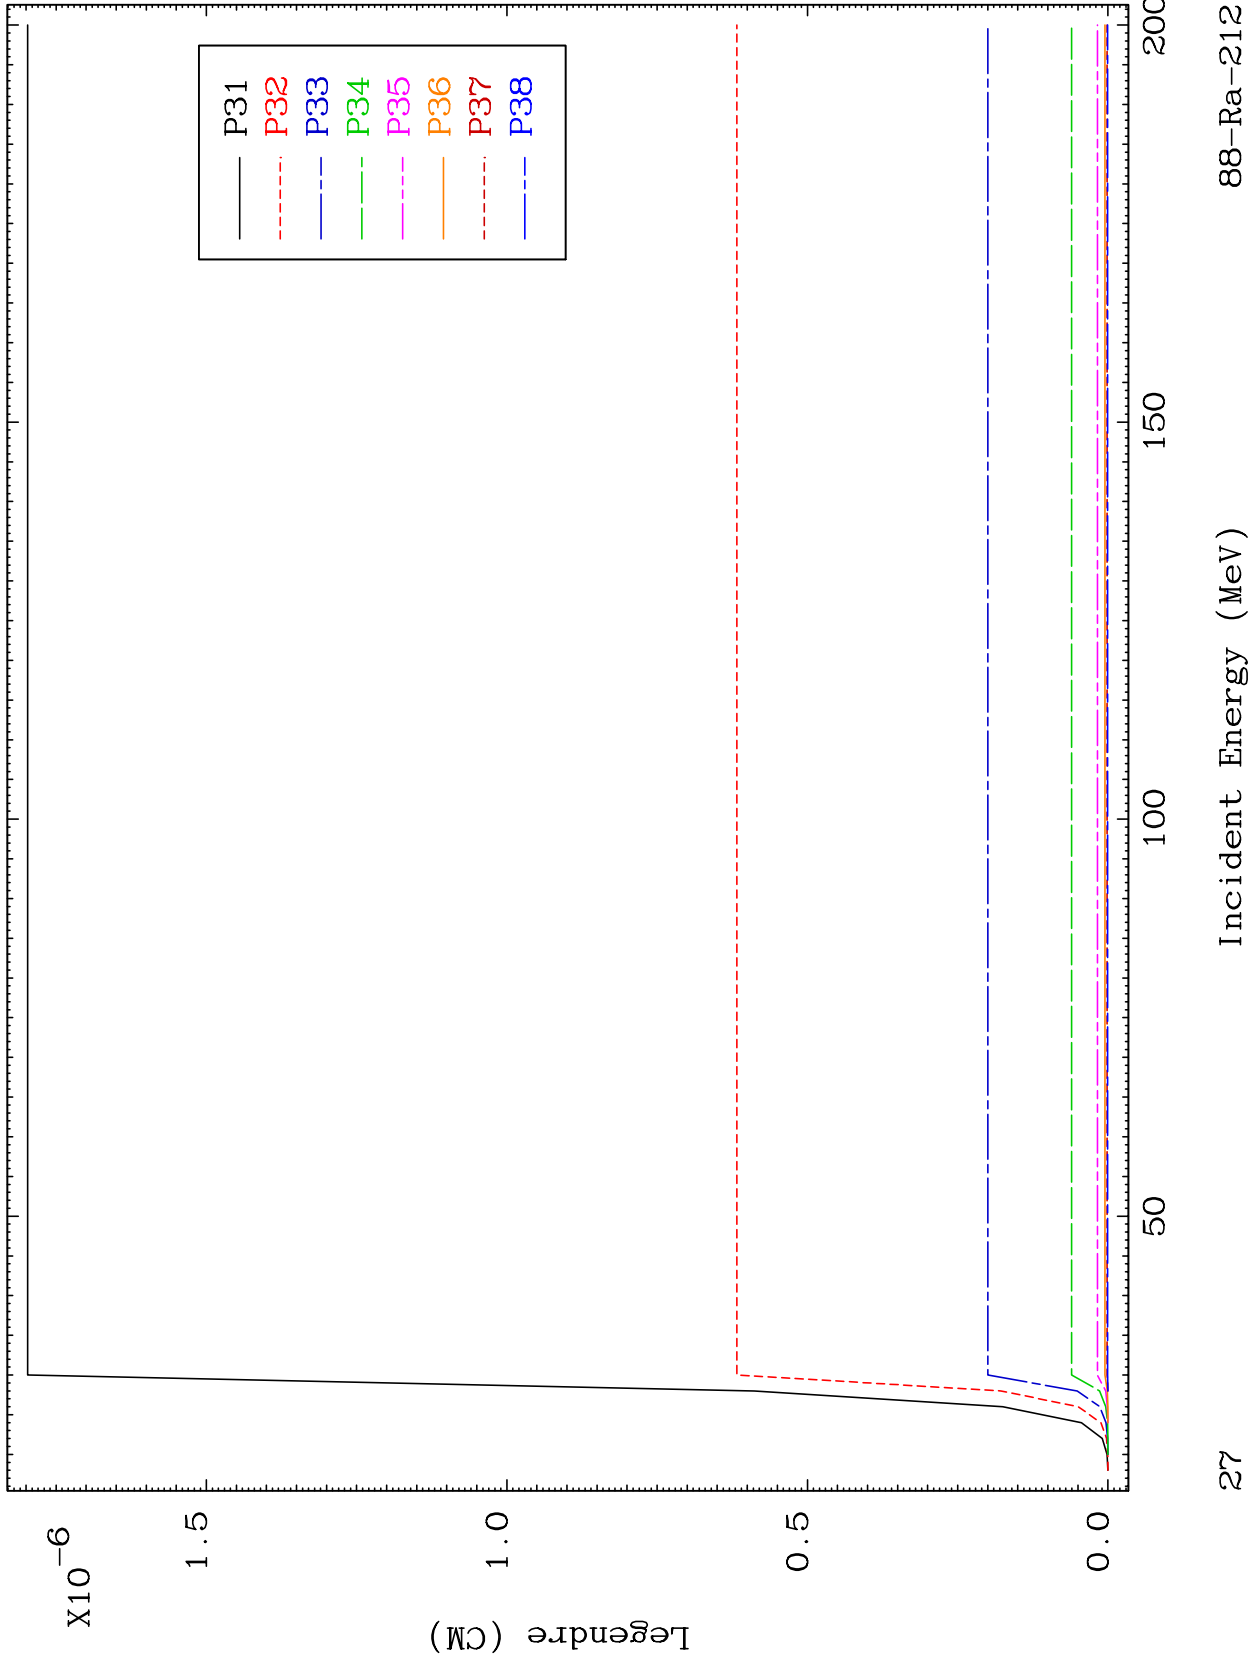 X10-6
1.5
1.0
0.5
0.0
Legendre (CM)
P31
P32
P33
P34
P35
P36
P37
P38
50
100
150
200
27
Incident Energy (MeV)
88-Ra-212